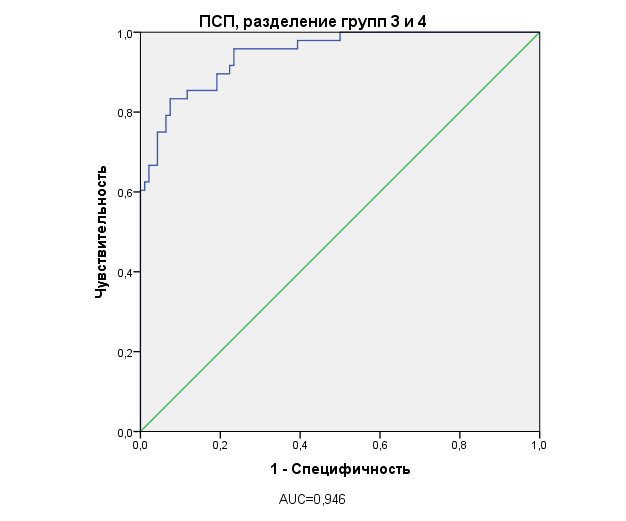 ПСП, разделение групп 3 и 4
1,0
0,8
0,6
0,4
0,2
0,0
Чувствительность
0,0 0,2 0,4 0,6 0,8 1,0
1 - Специфичность
AUC=0,946